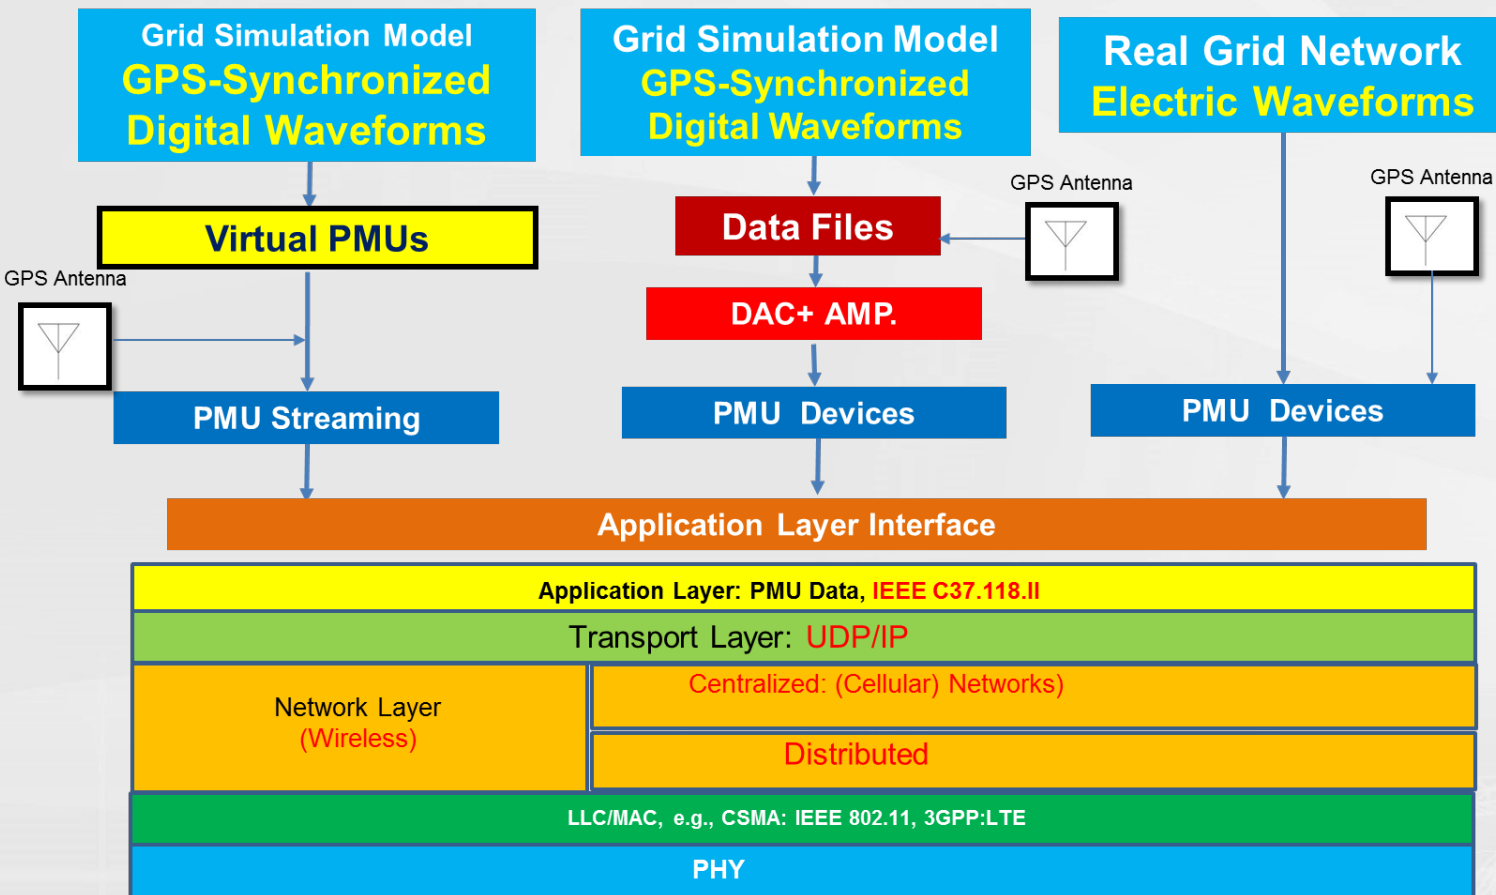 Grid Simulation Model
GPS-Synchronized
Digital Waveforms
Grid Simulation Model
GPS-Synchronized
Digital Waveforms
Real Grid Network
Electric Waveforms
GPS Antenna
GPS Antenna
Virtual PMUs
Data Files
GPS Antenna
DAC+ AMP.
PMU Streaming
PMU Devices
PMU Devices
Application Layer Interface
Application Layer: PMU Data, IEEE C37.118.II
Transport Layer: UDP/IP
Network Layer
(Wireless)
Centralized: (Cellular) Networks)
Distributed
LLC/MAC, e.g., CSMA: IEEE 802.11, 3GPP:LTE
PHY